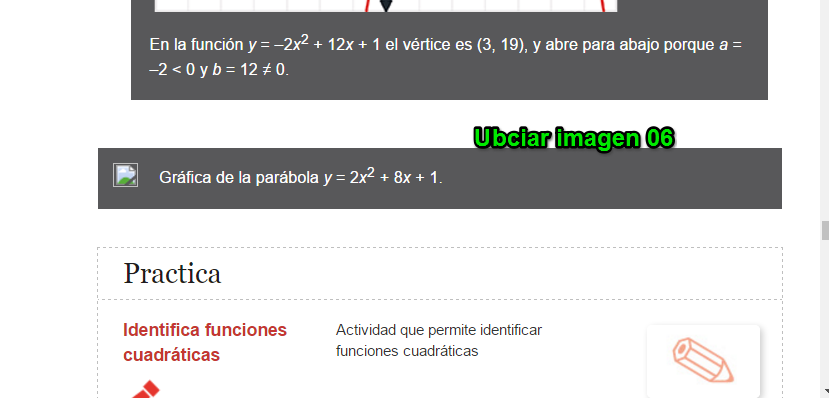 En la función y = –2x² + 12x + 1 el vértice es (3, 19), y abre para abajo porque a =
–2 < 0 y b = 12 ≠ 0.
Ubciar imagen 06
Gráfica de la parábola y = 2x² + 8x + 1.
Practica
Identifica funciones
cuadráticas
Actividad que permite identificar
funciones cuadráticas